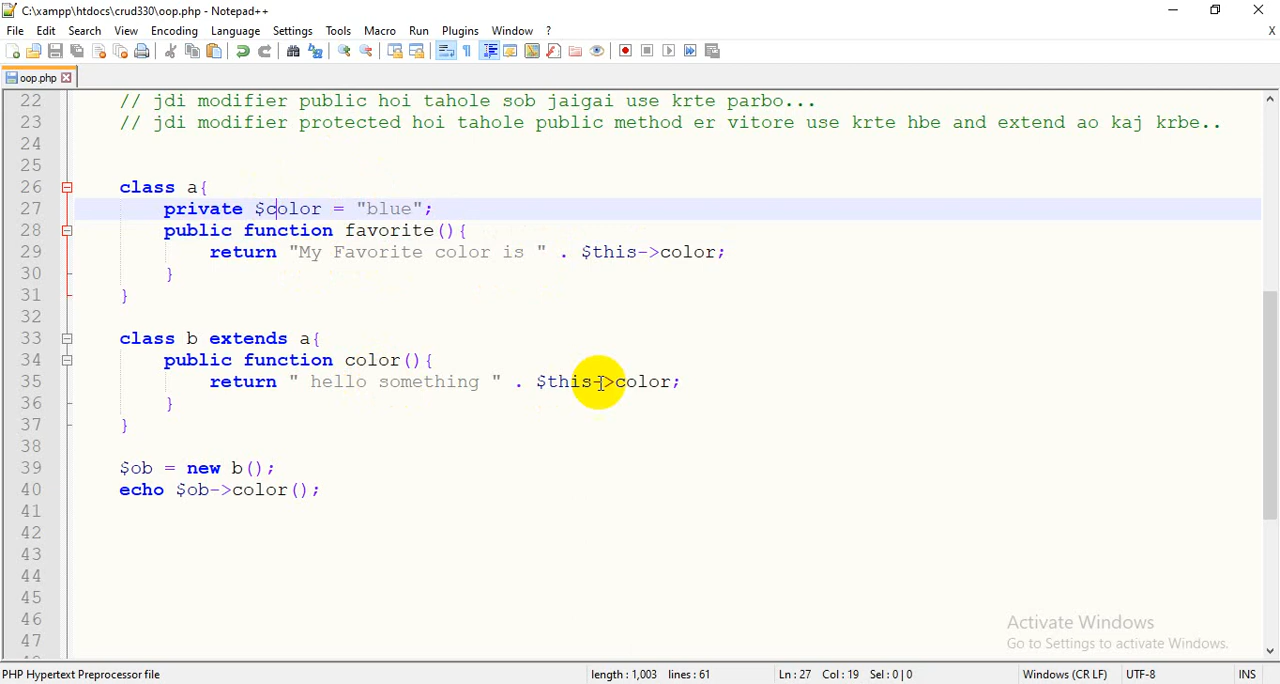 C:\xampp\htdocs\crud330\oop.php - Notepad++
File Edit Search View Encoding Language Settings Tools Macro Run Plugins Window ? X
oop.php
22 // jdi modifier public hoi tahole sob jaigai use krte parbo...
23 // jdi modifier protected hoi tahole public method er vitore use krte hbe and extend ao kaj krbe..
24
25
26 class a{
27 private $color = "blue";
28 public function favorite(){
29 return "My Favorite color is " . $this->color;
30 }
31 }
32
33 class b extends a{
34 public function color(){
35 return " hello something " . $this->color;
36 }
37 }
38
39 $ob = new b();
40 echo $ob->color();
41
42
43
44
45
46
47
Activate Windows
Go to Settings to activate Windows.
PHP Hypertext Preprocessor file length : 1,003 lines : 61 Ln : 27 Col : 19 Sel : 0 | 0 Windows (CR LF) UTF-8 INS